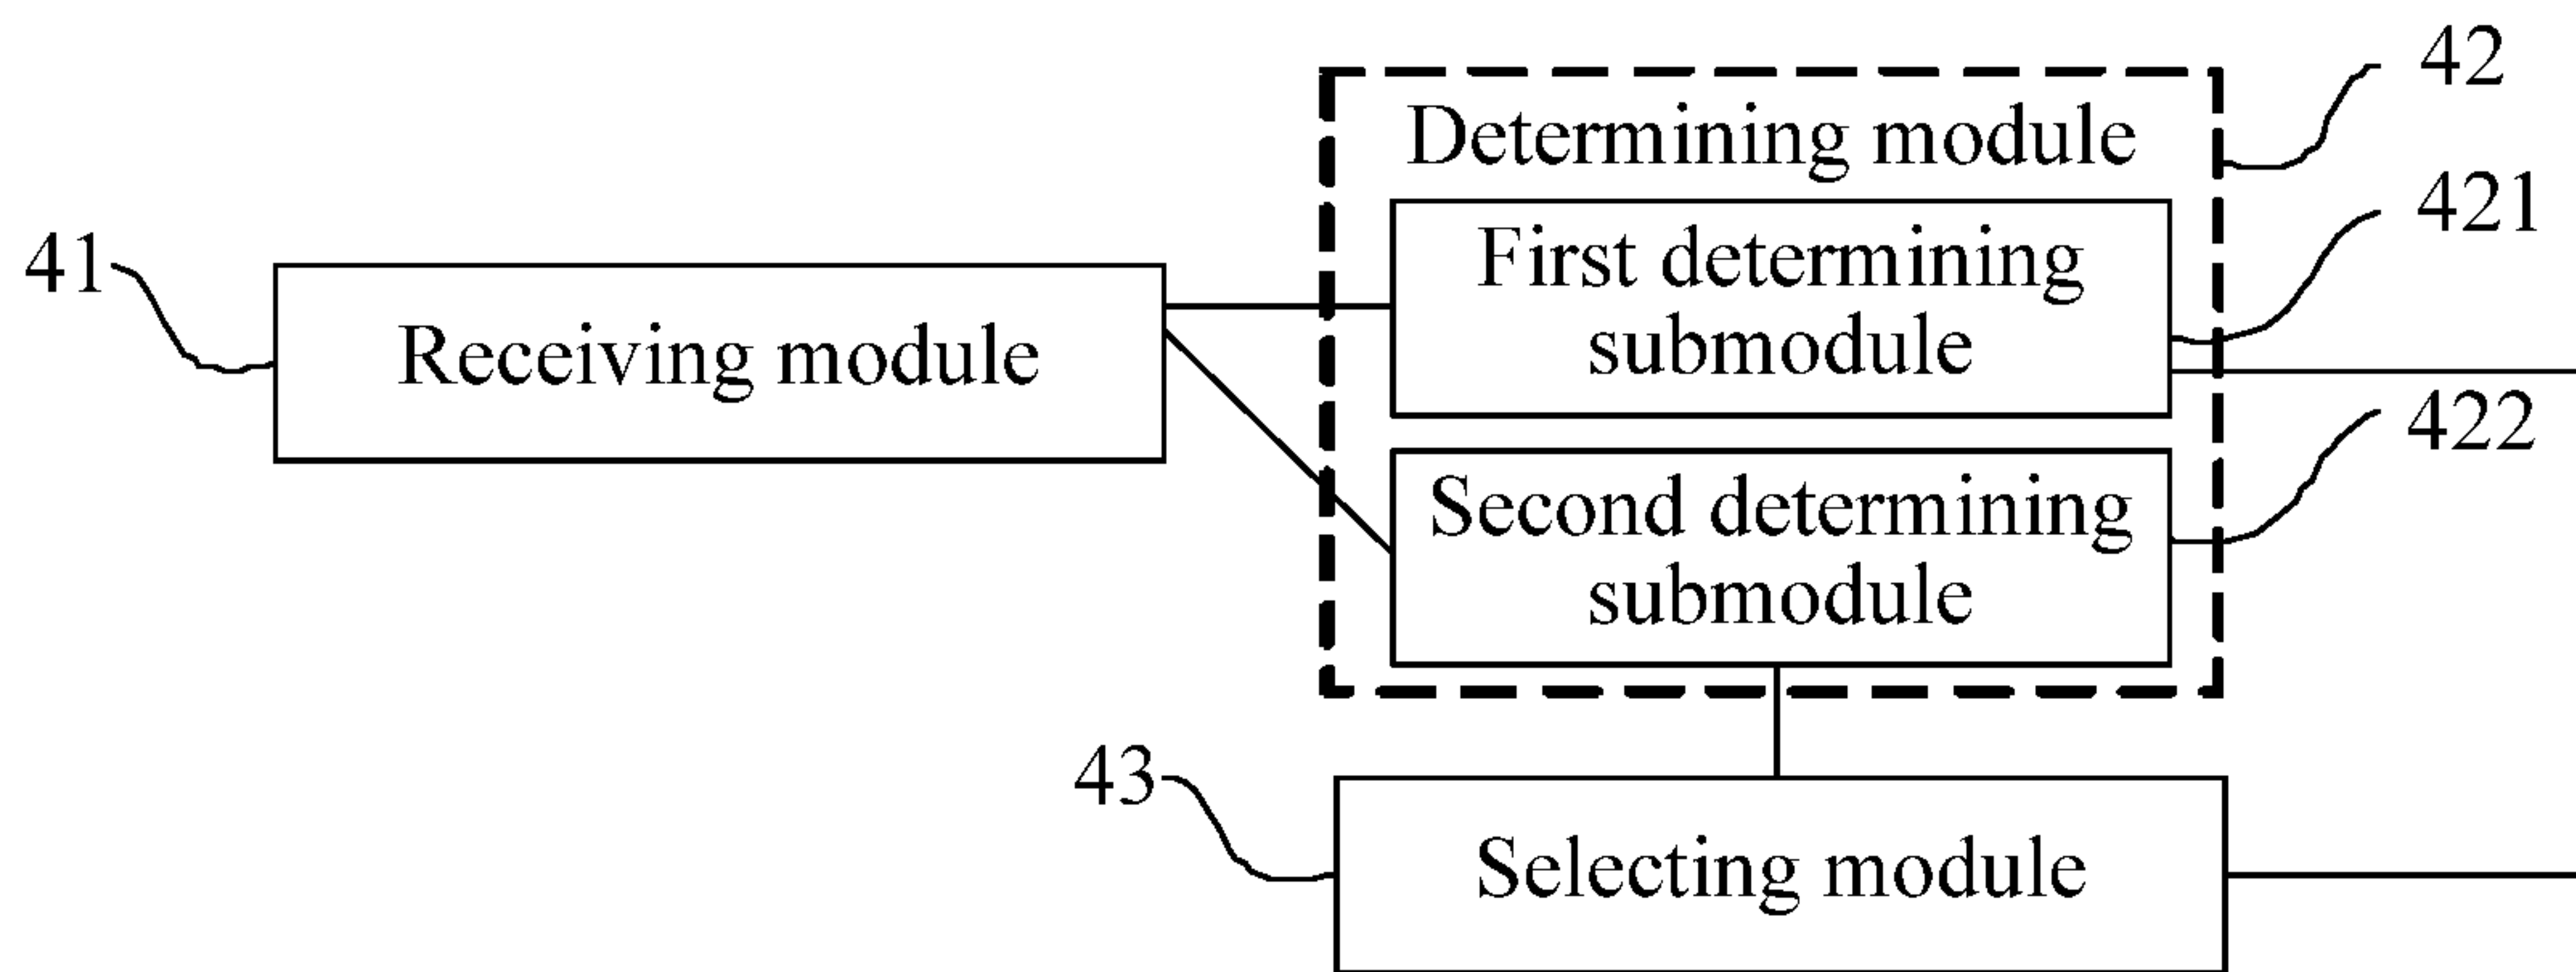 42
Determining module
421
First determining
submodule
41
Receiving module
422
Second determining
submodule
43
Selecting module